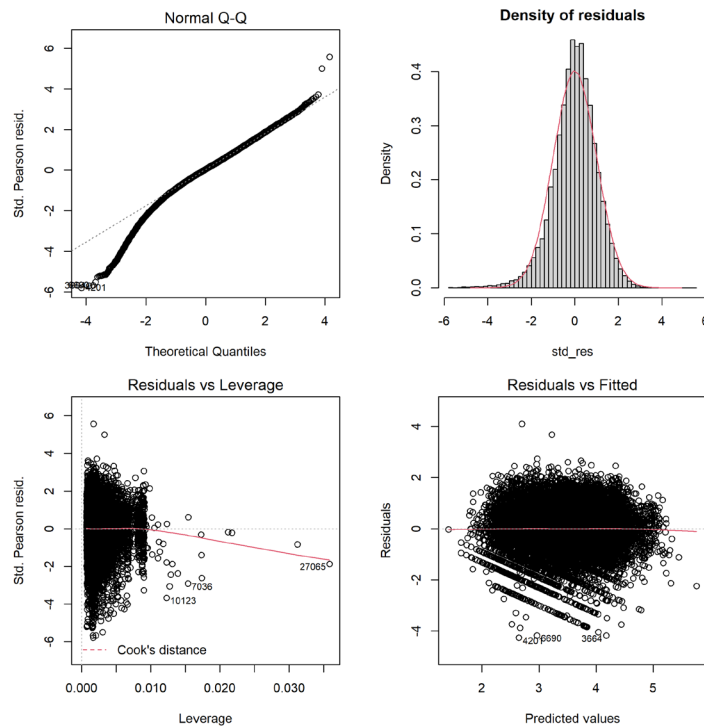 Normal Q-Q
Std. Pearson resid.
6
4
2
0
-2
-4
-6
4201
-4 -2 0 2 4
Theoretical Quantiles
Density of residuals
Density
0.4
0.3
0.2
0.1
0.0
-6 -4 -2 0 2 4 6
std_res
Residuals vs Leverage
Std. Pearson resid.
6
4
2
0
-2
-4
-6
27065
7036
10123
Cook's distance
0.000 0.010 0.020 0.030
Leverage
Residuals vs Fitted
Residuals
4
2
0
-2
-4
4201 6690 3664
2 3 4 5
Predicted values